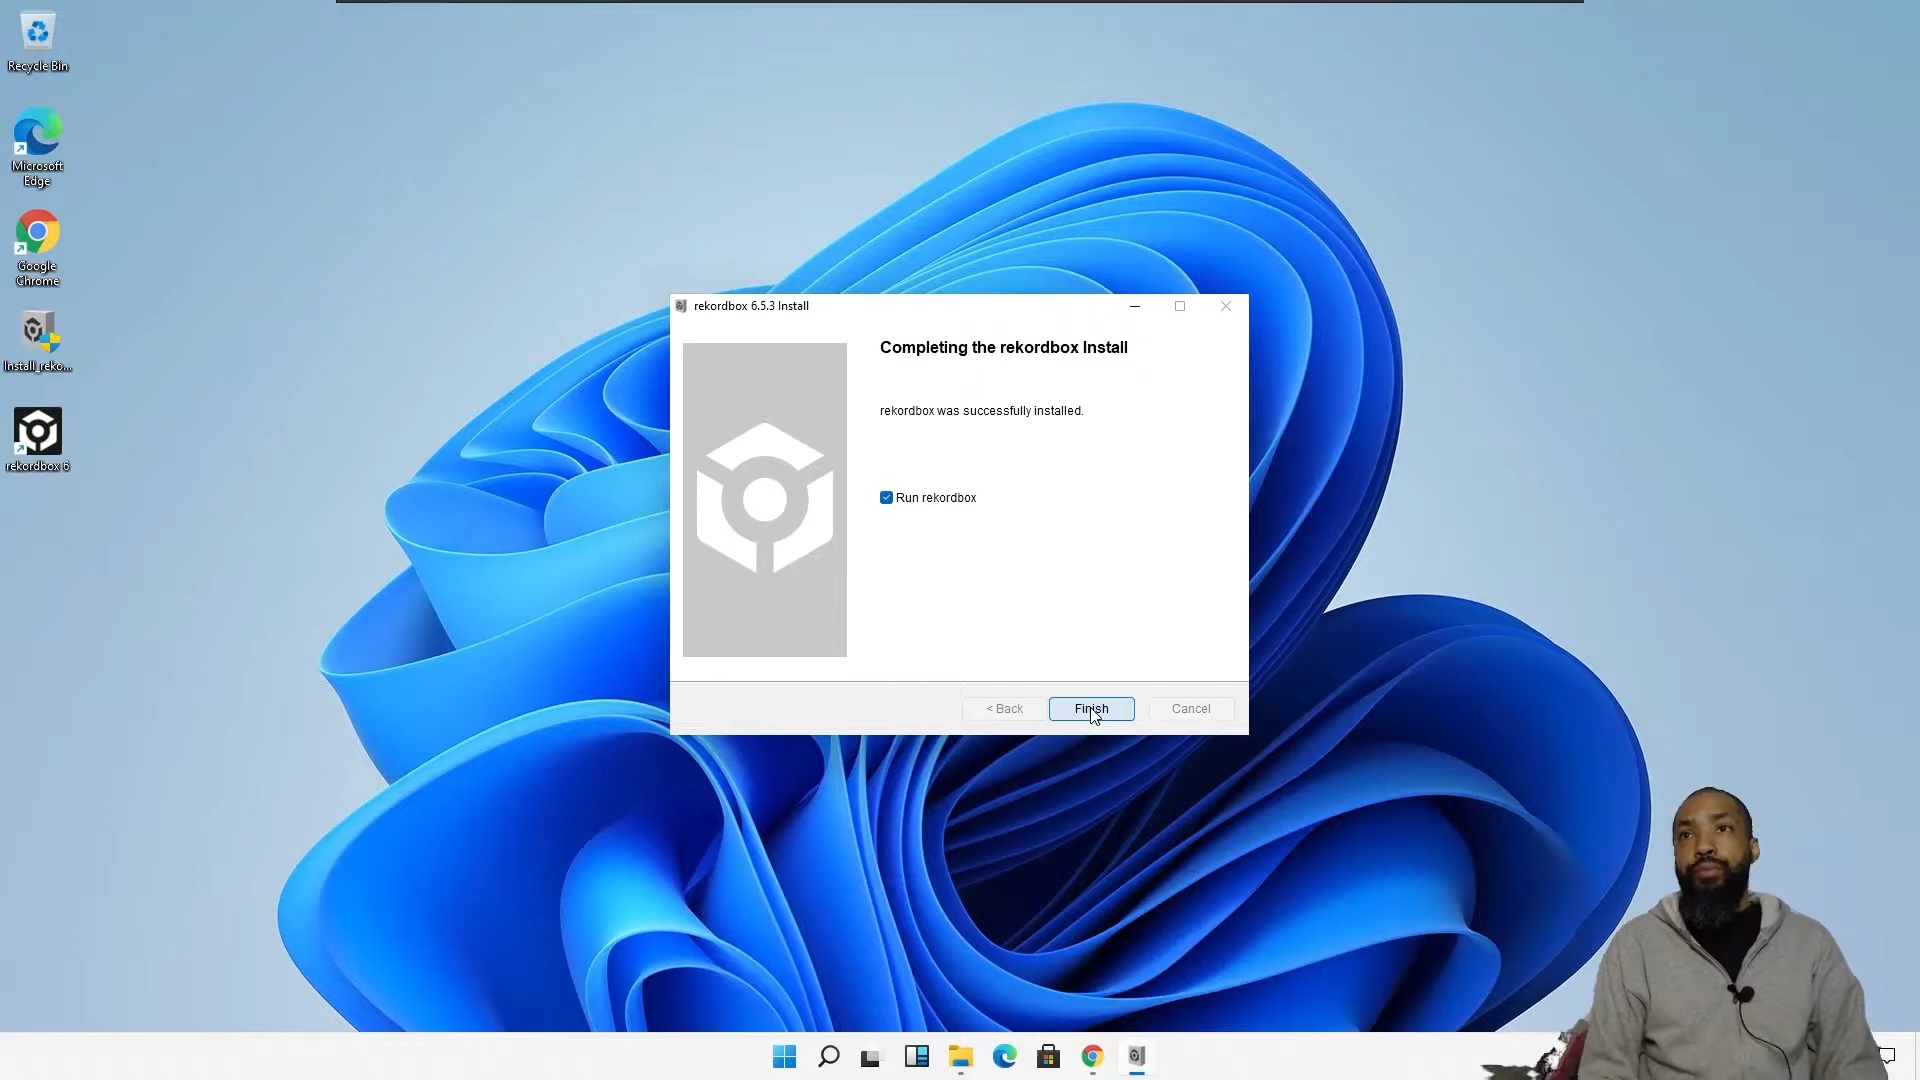 Recycle Bin
Microsoft
Edge
Google
Chrome
Install_reko...
rekordbox 6
rekordbox 6.5.3 Install
Completing the rekordbox Install
rekordbox was successfully installed.
Run rekordbox
< Back
Finish
Cancel